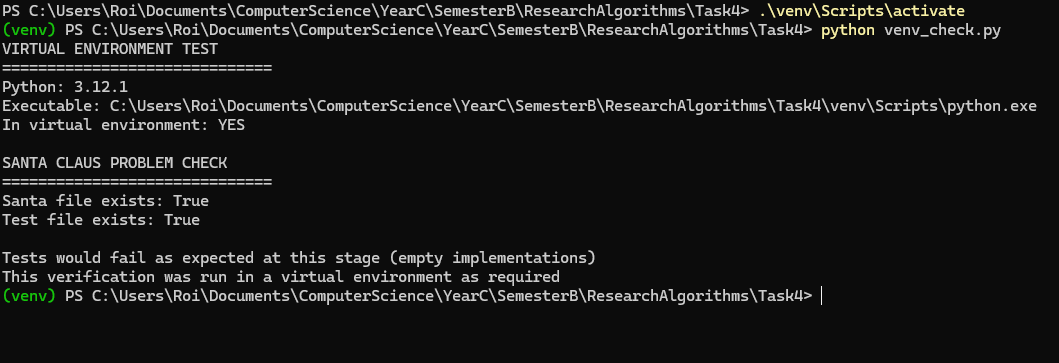 PS C:\Users\Roi\Documents\ComputerScience\YearC\SemesterB\ResearchAlgorithms\Task4> .\venv\Scripts\activate
(venv) PS C:\Users\Roi\Documents\ComputerScience\YearC\SemesterB\ResearchAlgorithms\Task4> python venv_check.py
VIRTUAL ENVIRONMENT TEST
==============================
Python: 3.12.1
Executable: C:\Users\Roi\Documents\ComputerScience\YearC\SemesterB\ResearchAlgorithms\Task4\venv\Scripts\python.exe
In virtual environment: YES

SANTA CLAUS PROBLEM CHECK
==============================
Santa file exists: True
Test file exists: True

Tests would fail as expected at this stage (empty implementations)
This verification was run in a virtual environment as required
(venv) PS C:\Users\Roi\Documents\ComputerScience\YearC\SemesterB\ResearchAlgorithms\Task4>